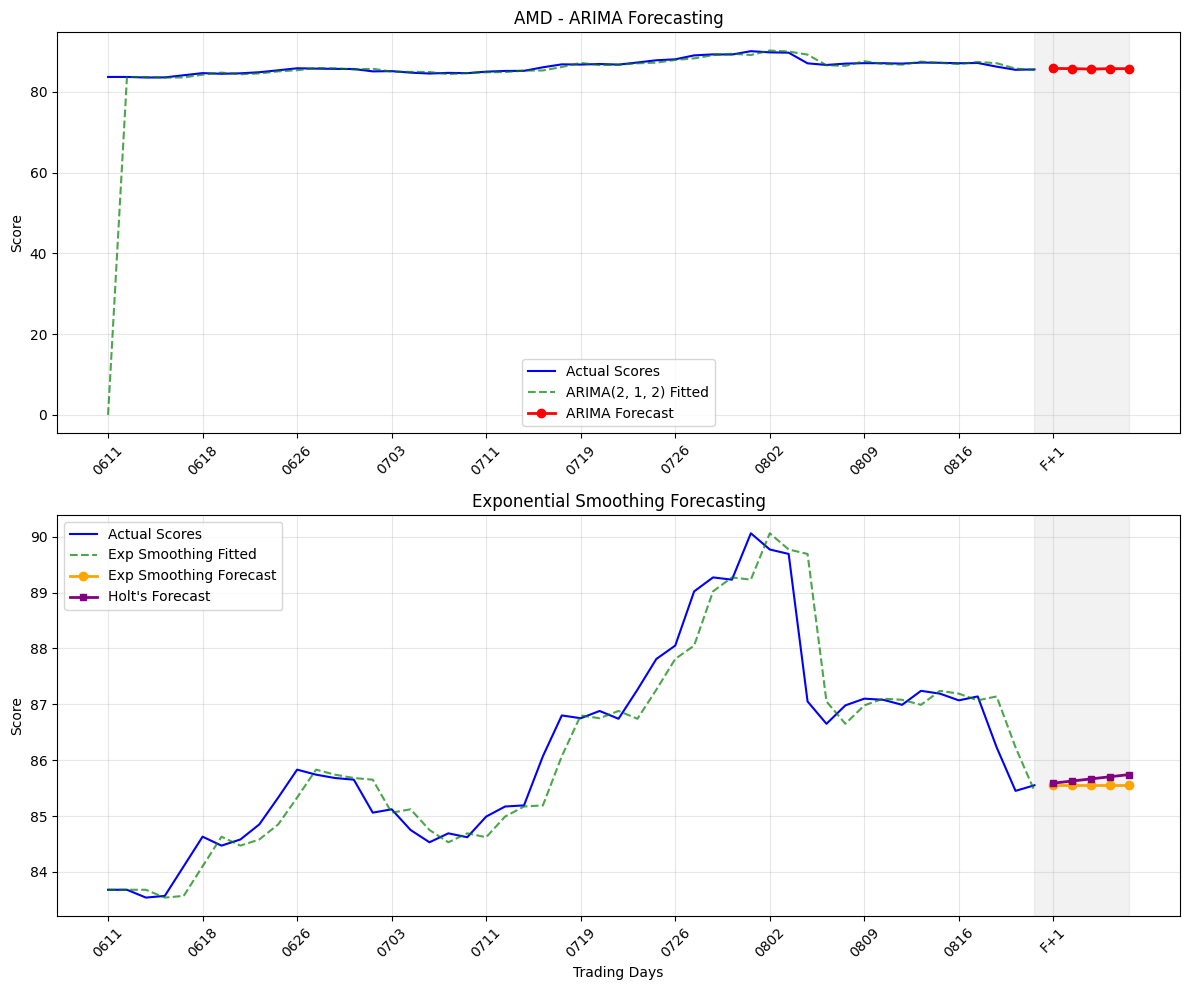 AMD - ARIMA Forecasting
Score
80
60
40
20
0
Actual Scores
ARIMA(2, 1, 2) Fitted
ARIMA Forecast
0611
0618
0626
0703
0711
0719
0726
0802
0809
0816
F+1
Exponential Smoothing Forecasting
Score
90
89
88
87
86
85
84
Actual Scores
Exp Smoothing Fitted
Exp Smoothing Forecast
Holt's Forecast
0611
0618
0626
0703
0711
0719
0726
0802
0809
0816
F+1
Trading Days